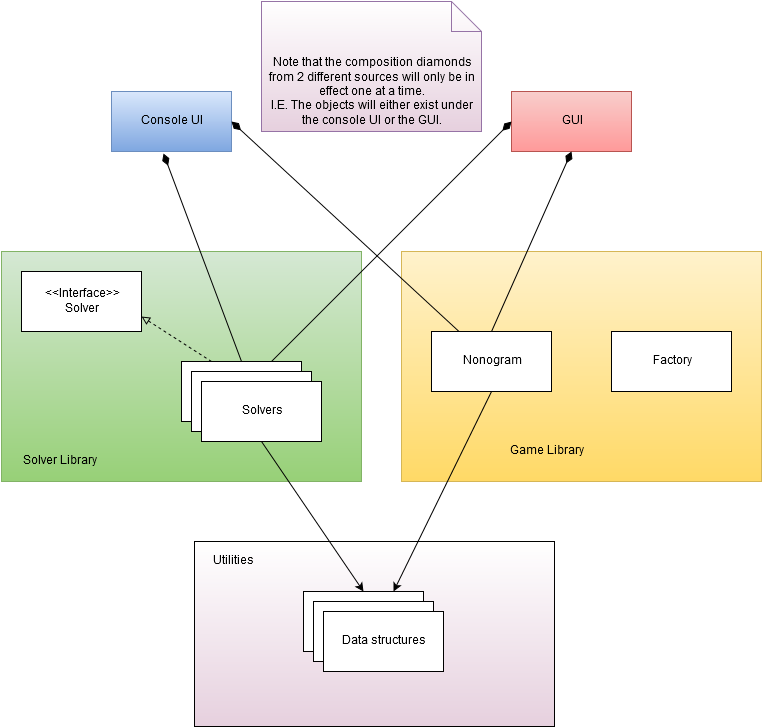 Note that the composition diamonds
from 2 different sources will only be in
effect one at a time.
I.E. The objects will either exist under
the console UI or the GUI.
Console UI
GUI
<<Interface>>
Solver
Solvers
Solver Library
Nonogram
Factory
Game Library
Utilities
Data structures